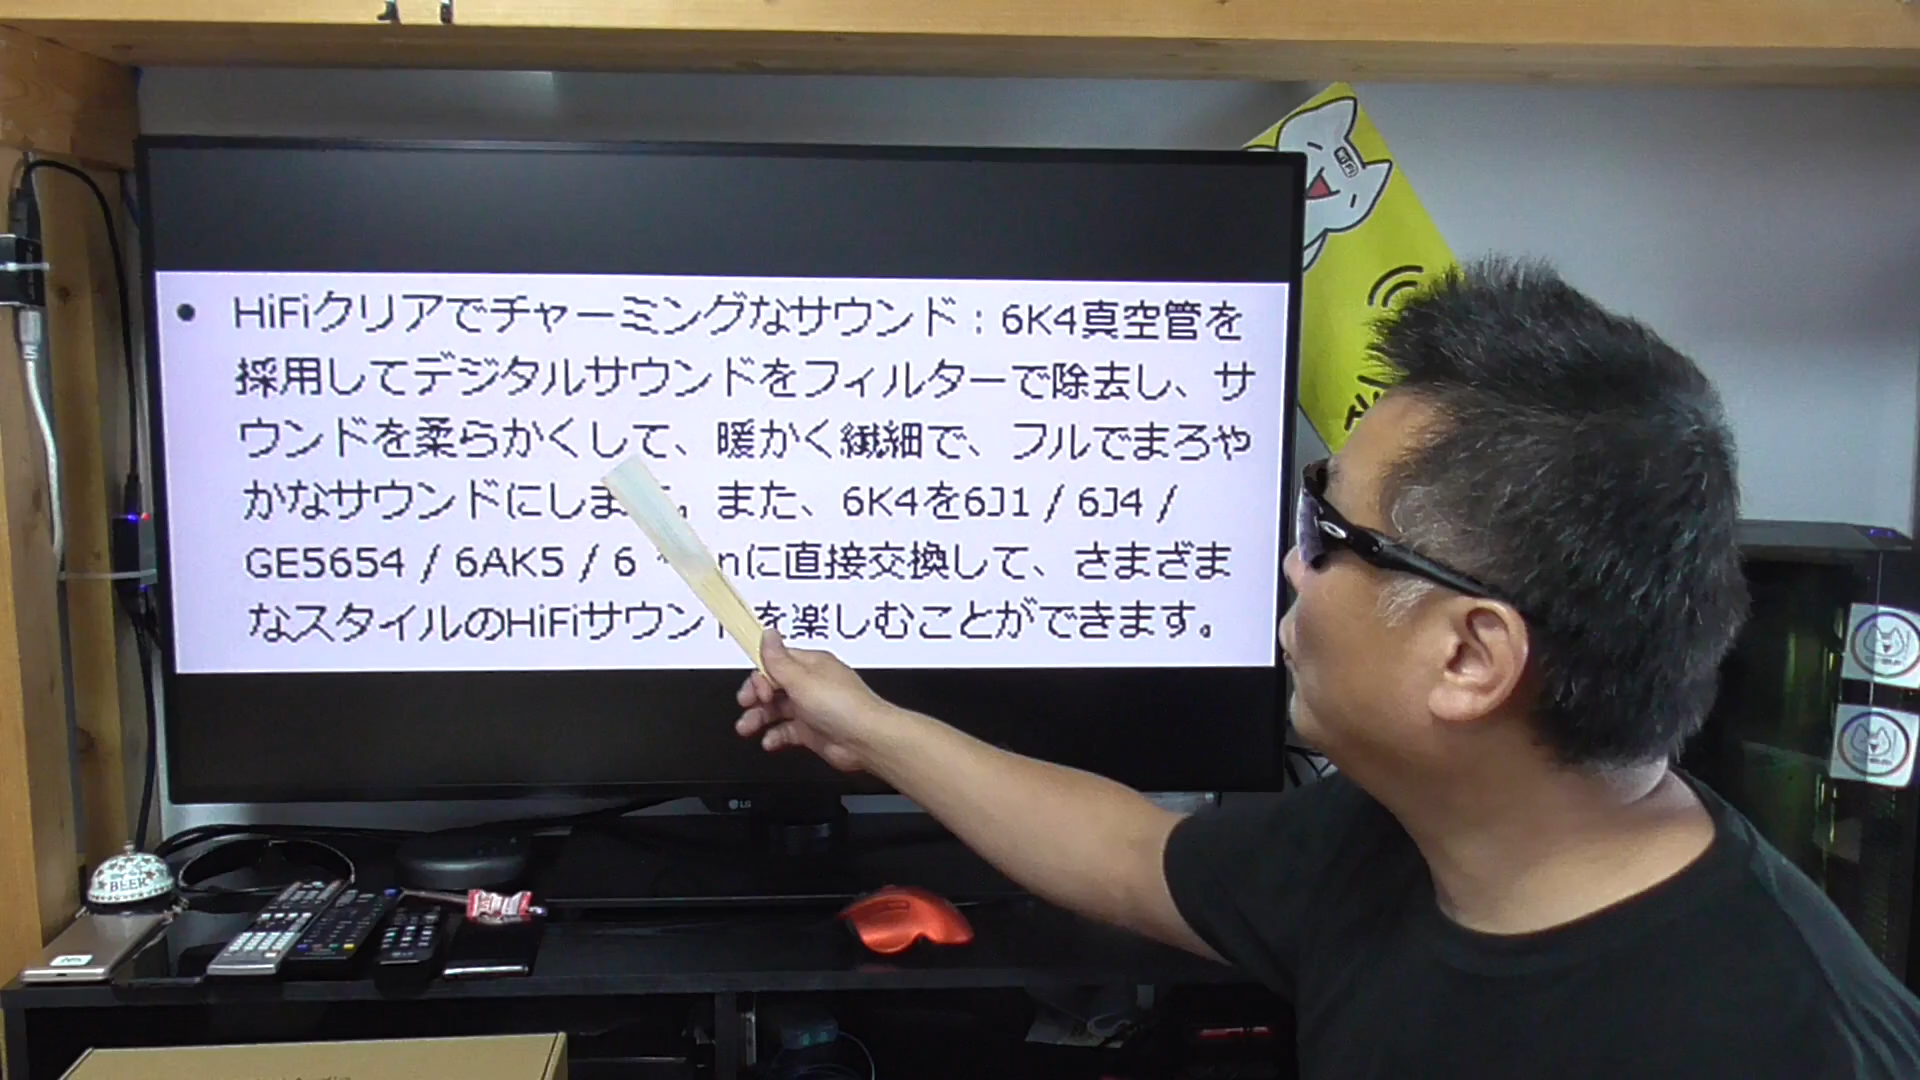 • HiFiクリアでチャーミングなサウンド：6K4真空管を
採用してデジタルサウンドをフィルターで除去し、サ
ウンドを柔らかくして、暖かく繊細で、フルでまろや
かなサウンドにします。また、6K4を6J1 / 6J4 /
GE5654 / 6AK5 / 6 nに直接交換して、さまざま
なスタイルのHiFiサウンドを楽しむことができます。
WiFi
LG
BEER